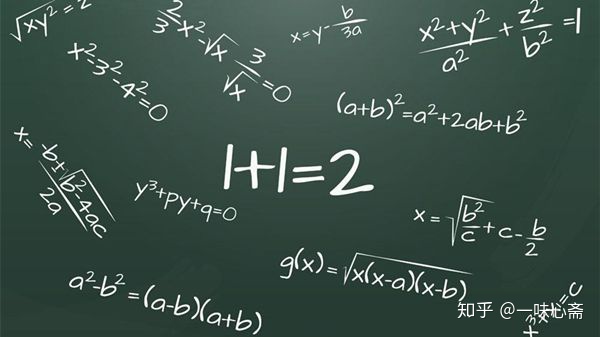 √xy² = 2
2/3 x² - √x 3/√x = 0
x = y - b/3a
(x² + y²)/a² + z²/b² = 1
x² - 3² - 4² = 0
(a+b)² = a² + 2ab + b²
1+1=2
x = b ± √b² - 4ac / 2a
y³ + py + q = 0
x = √b²/c + c - b/2
g(x) = √x(x-a)(x-b)
a² - b² = (a-b)(a+b)
知乎 @一味心斋